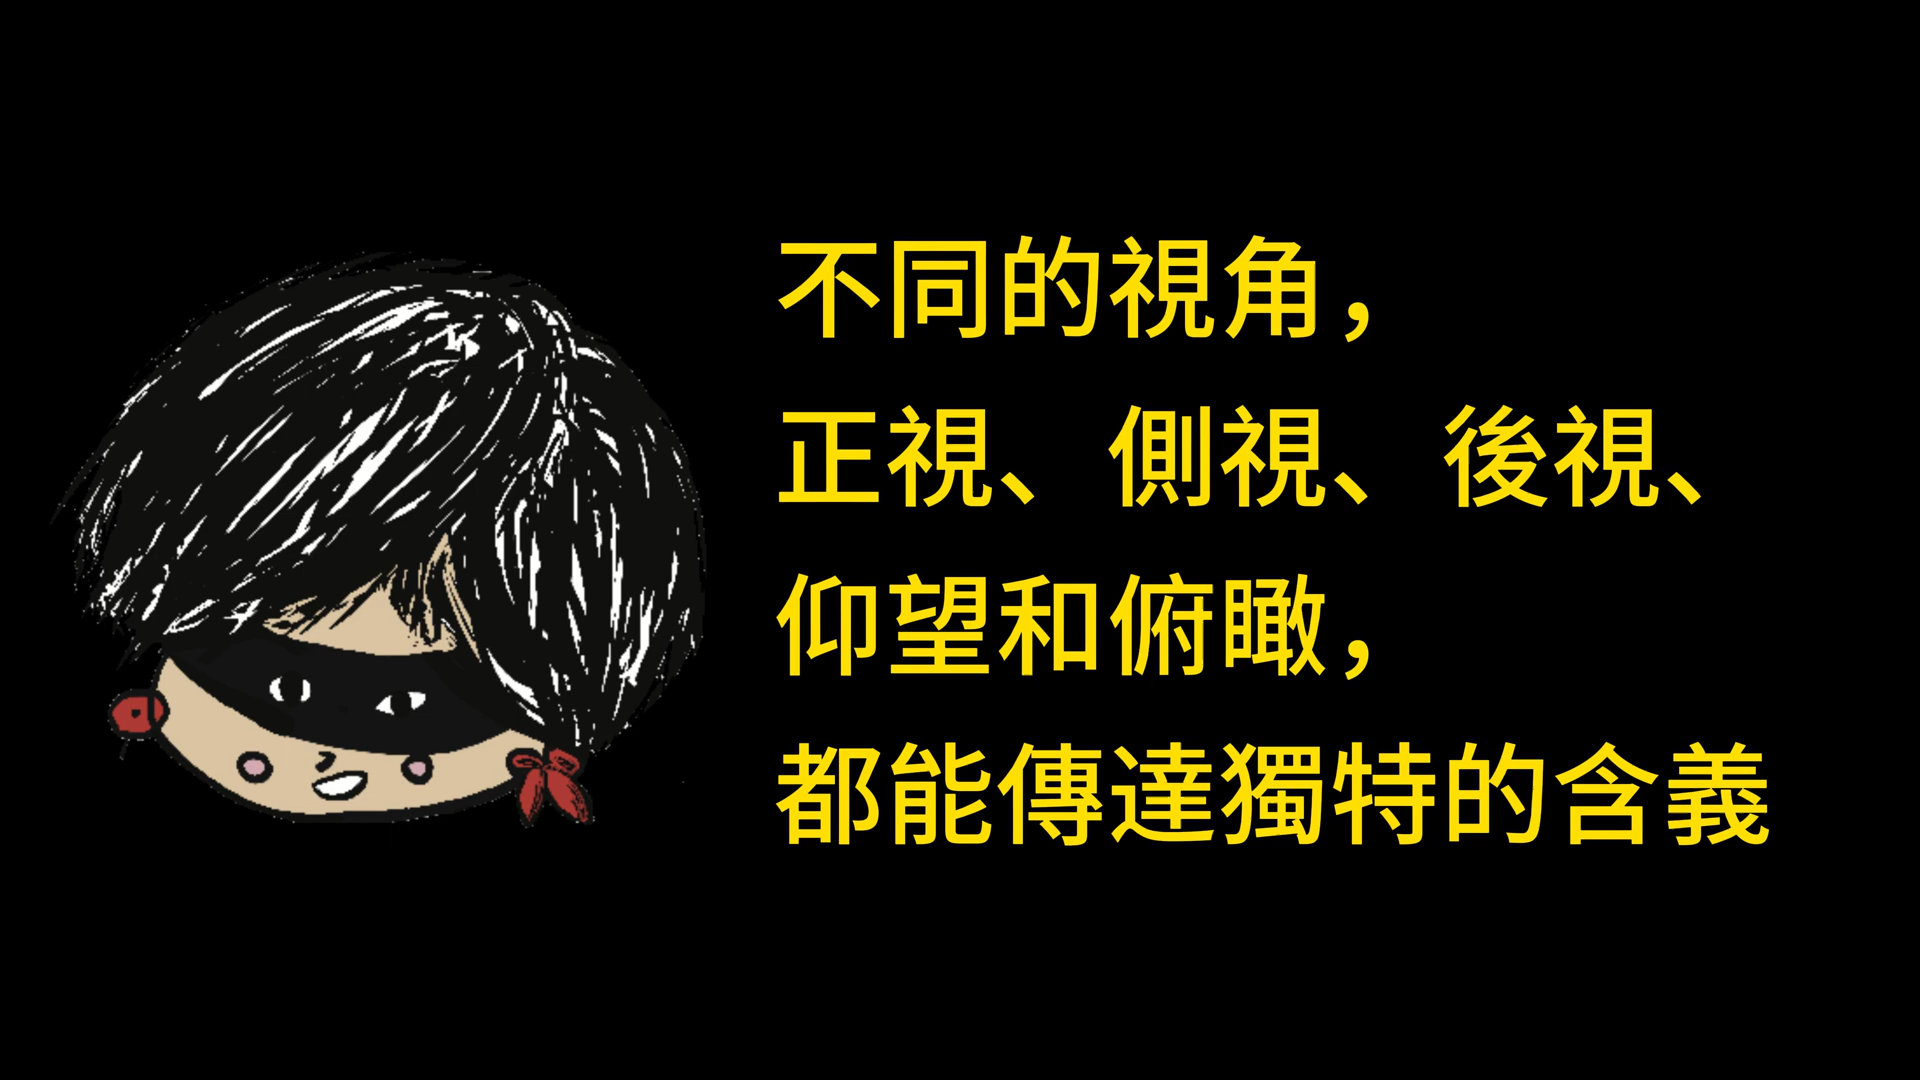 不同的視角，
正視、側視、後視、
仰望和俯瞰，
都能傳達獨特的含義